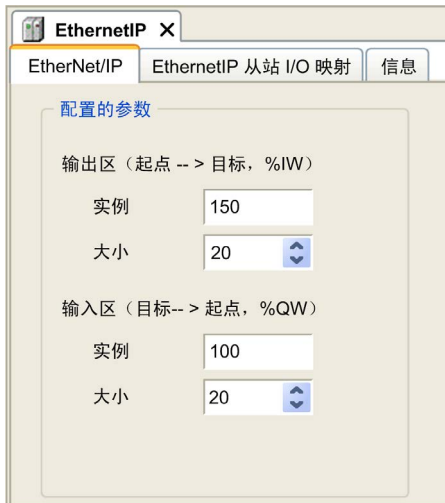 EthernetIP X
EtherNet/IP EthernetIP 从站 I/O 映射 信息
配置的参数
输出区（起点 -- > 目标，%IW）
实例 150
大小 20
输入区（目标-- > 起点，%QW）
实例 100
大小 20